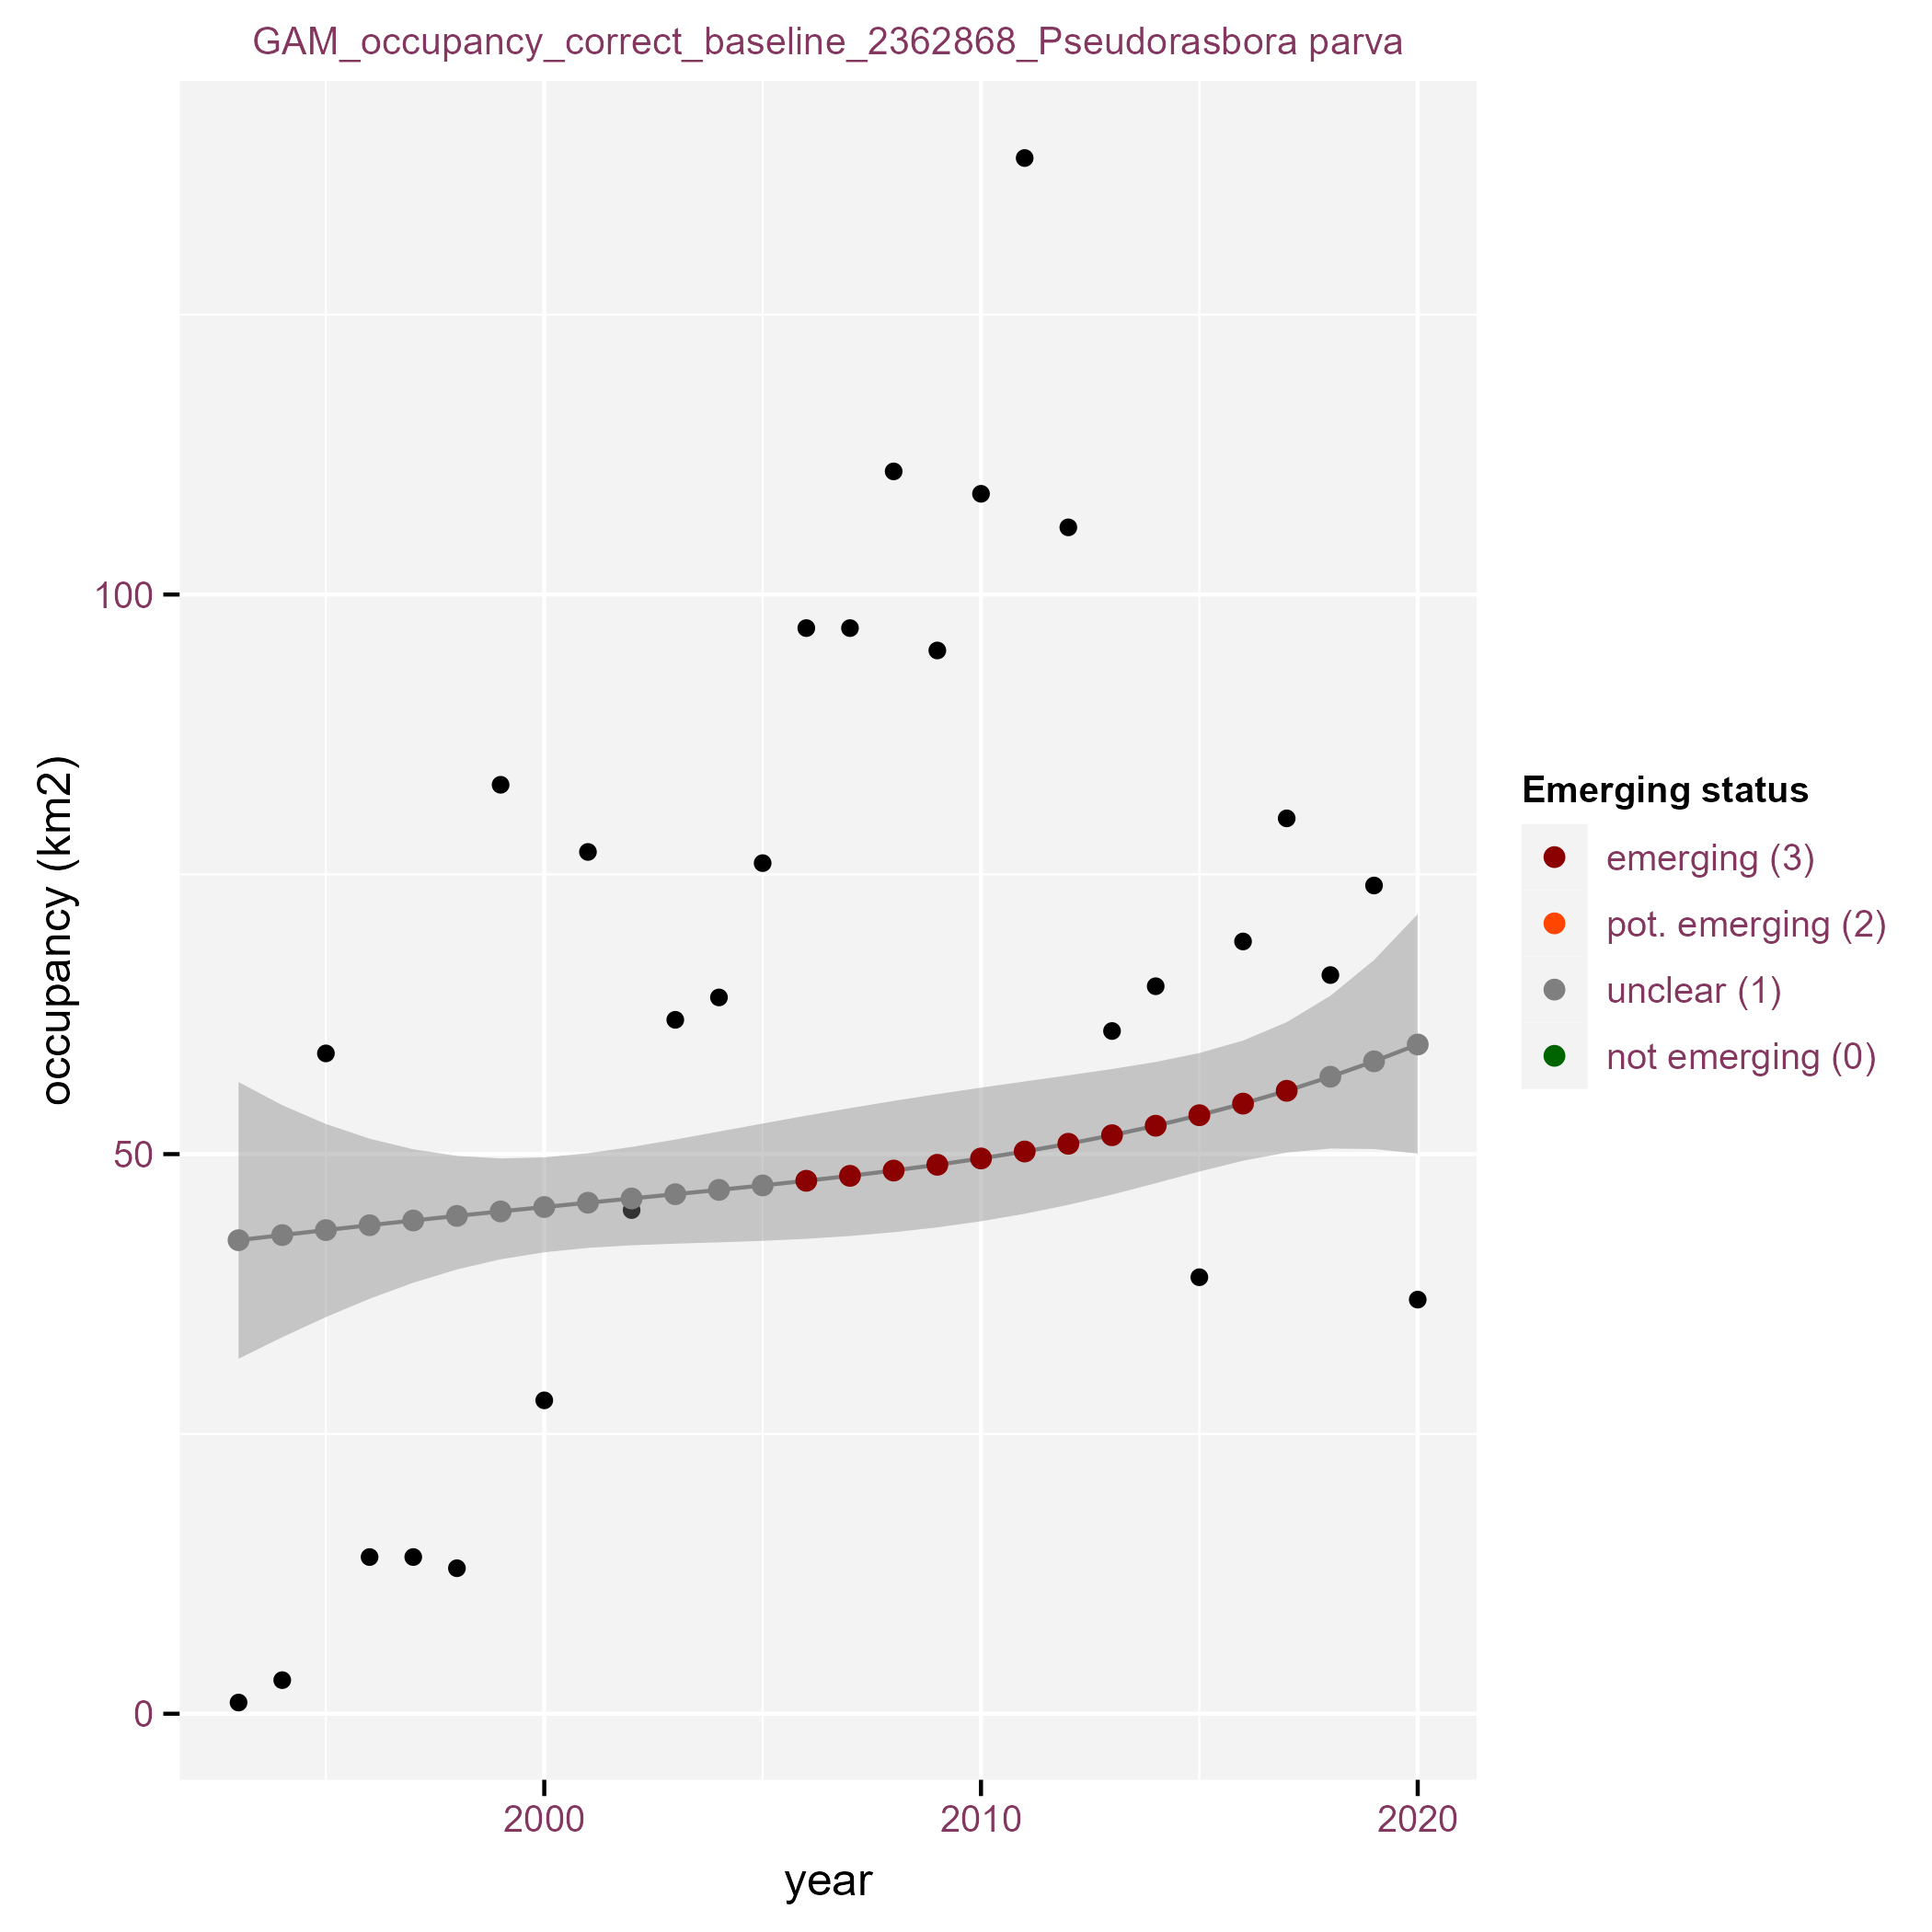 GAM_occupancy_correct_baseline_2362868_Pseudorasbora parva
occupancy (km2)
100
50
0
2000
2010
2020
year
Emerging status
emerging (3)
pot. emerging (2)
unclear (1)
not emerging (0)